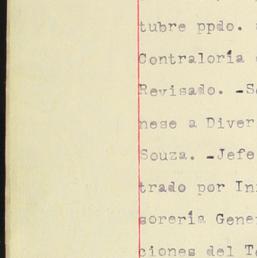 tubre ppdo.
Contraloría
Revisado. -S
nese a Diver
Souza. -Jefe
trado por In
sorería Gene
ciones del T